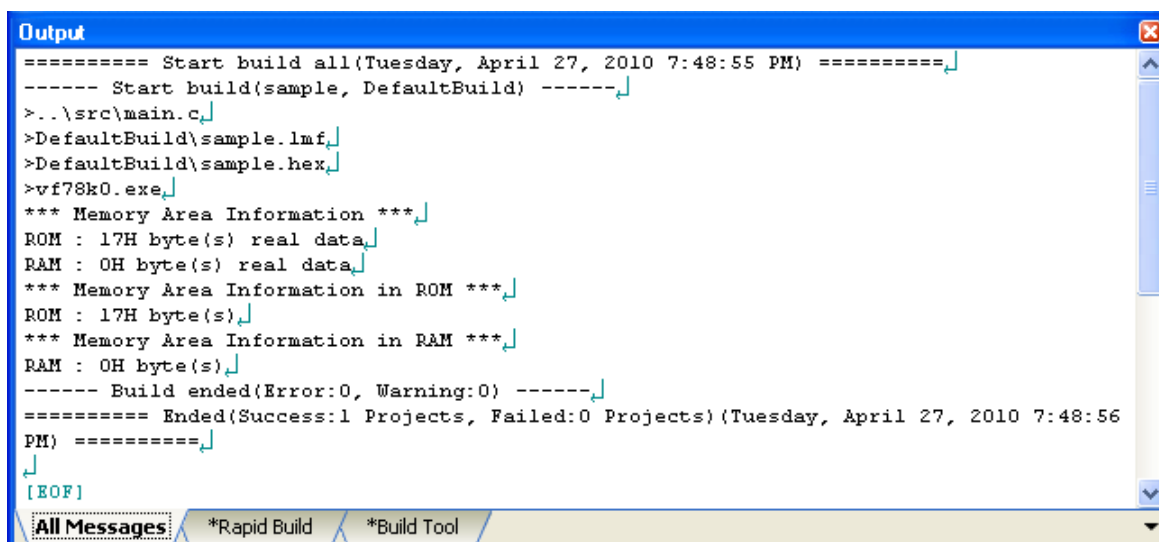 Output
========== Start build all(Tuesday, April 27, 2010 7:48:55 PM) ==========
------ Start build(sample, DefaultBuild) ------
>..\src\main.c
>DefaultBuild\sample.lmf
>DefaultBuild\sample.hex
>vf78k0.exe
*** Memory Area Information ***
ROM : 17H byte(s) real data
RAM : 0H byte(s) real data
*** Memory Area Information in ROM ***
ROM : 17H byte(s)
*** Memory Area Information in RAM ***
RAM : 0H byte(s)
------ Build ended(Error:0, Warning:0) ------
========== Ended(Success:1 Projects, Failed:0 Projects)(Tuesday, April 27, 2010 7:48:56
PM) ==========
[EOF]
All Messages *Rapid Build *Build Tool